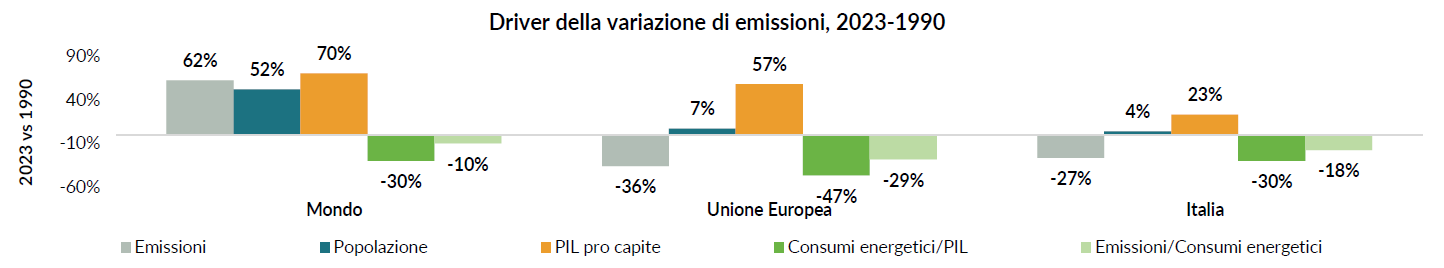 Driver della variazione di emissioni, 2023-1990
2023 vs 1990
90%
40%
-10%
-60%
62%
52%
70%
-30%
-10%
-36%
7%
57%
-47%
-29%
-27%
4%
23%
-30%
-18%
Mondo
Unione Europea
Italia
Emissioni
Popolazione
PIL pro capite
Consumi energetici/PIL
Emissioni/Consumi energetici